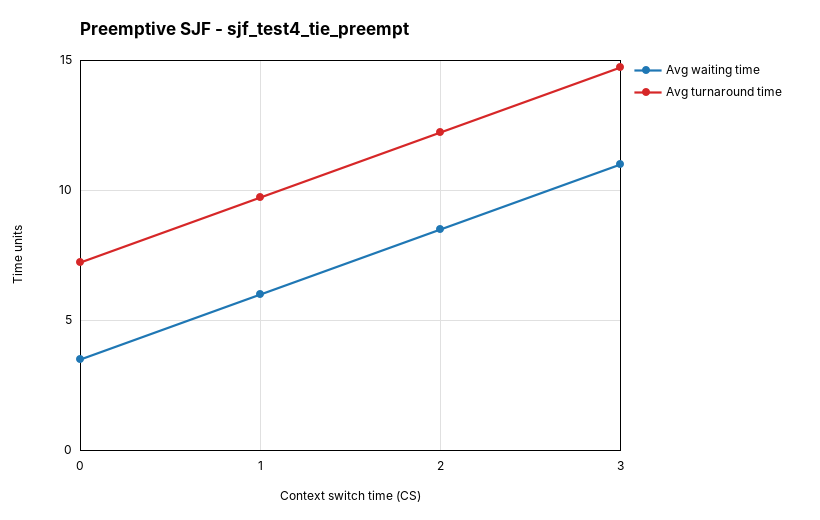 Preemptive SJF - sjf_test4_tie_preempt
Avg waiting time
Avg turnaround time
15
10
5
0
0 1 2 3
Time units
Context switch time (CS)